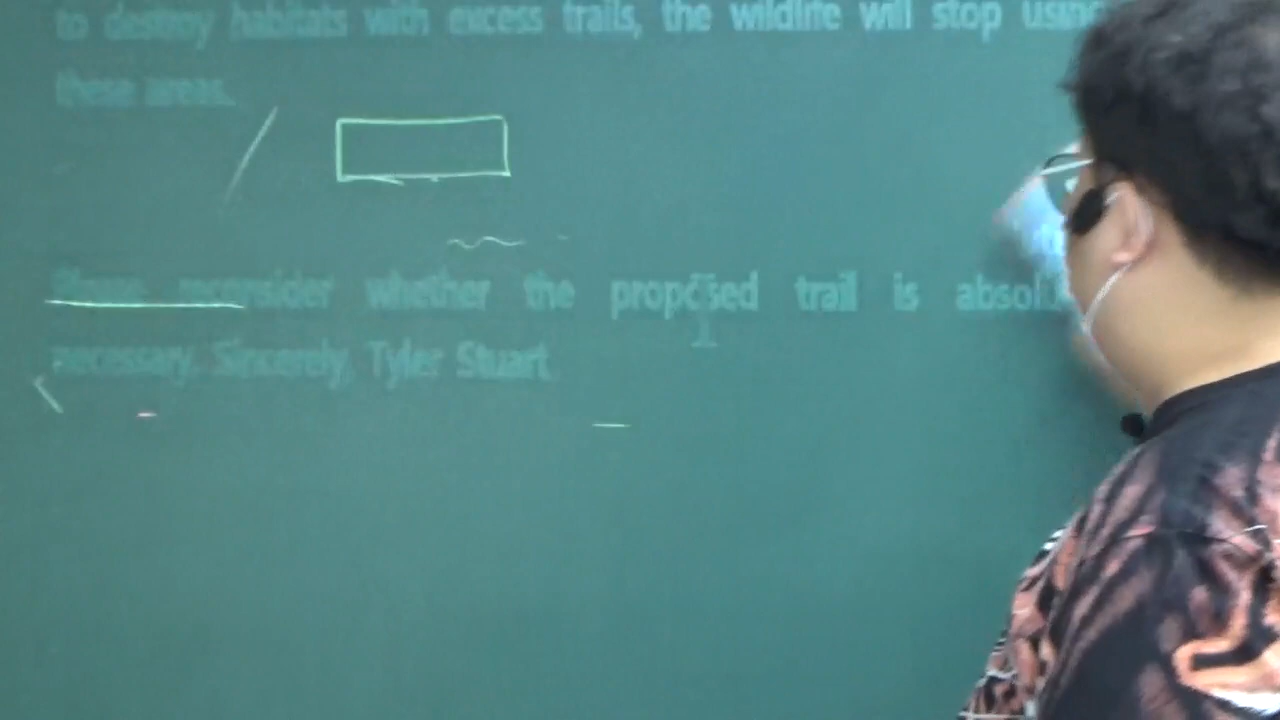 to destroy habitats with excess trails, the wildlife will stop using
these areas.
Please reconsider whether the proposed trail is absol
necessary. Sincerely, Tyler Stuart